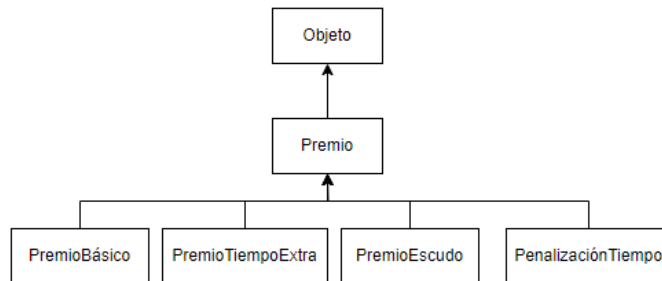 Objeto
Premio
PremioBásico
PremioTiempoExtra
PremioEscudo
PenalizaciónTiempo